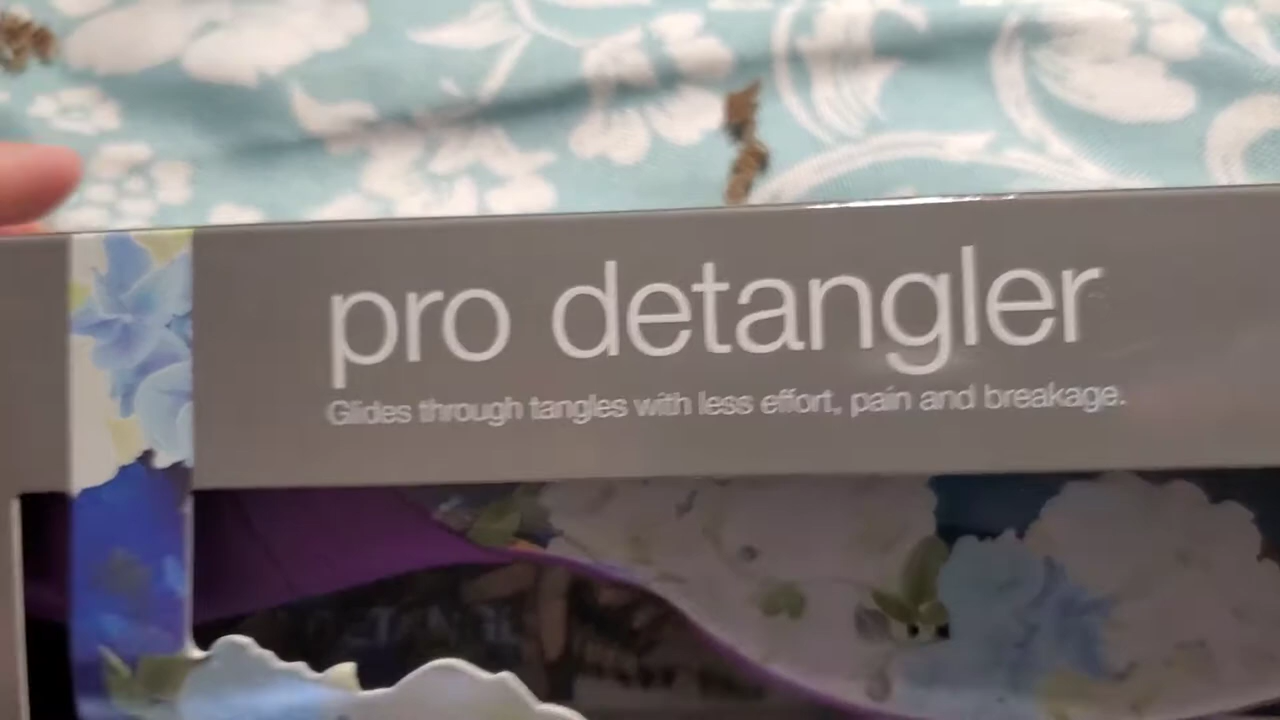 pro detangler
Glides through tangles with less effort, pain and breakage.